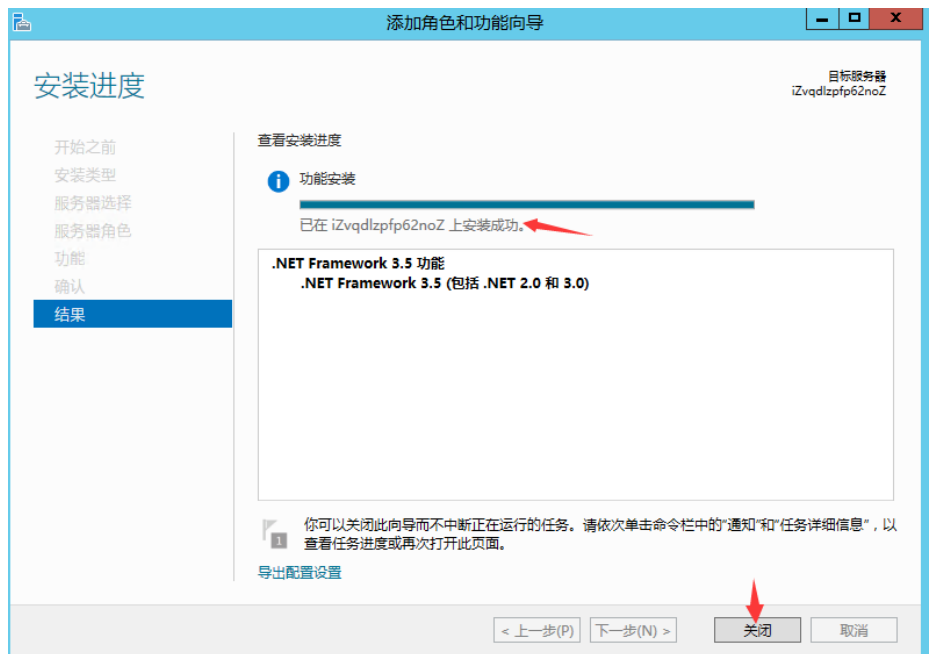 添加角色和功能向导
安装进度
目标服务器
iZvqdlzpfp62noZ
开始之前
安装类型
服务器选择
服务器角色
功能
确认
结果
查看安装进度
功能安装
已在 iZvqdlzpfp62noZ 上安装成功。
.NET Framework 3.5 功能
.NET Framework 3.5 (包括 .NET 2.0 和 3.0)
1
你可以关闭此向导而不中断正在运行的任务。请依次单击命令栏中的"通知"和"任务详细信息"，以
查看任务进度或再次打开此页面。
导出配置设置
< 上一步(P) 下一步(N) > 关闭 取消